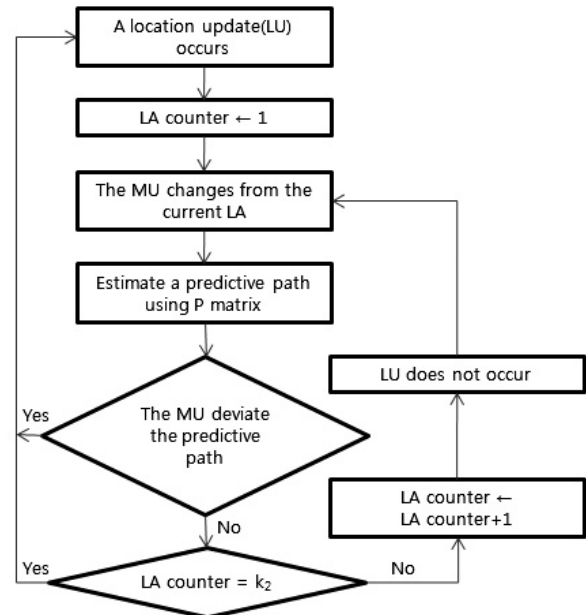 A location update(LU)
occurs
LA counter ← 1
The MU changes from the
current LA
Estimate a predictive path
using P matrix
LU does not occur
Yes
The MU deviate
the predictive
path
LA counter ←
LA counter+1
No
Yes
LA counter = k₂
No